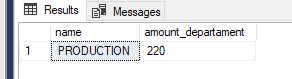 Results Messages
name amount_departament
1 PRODUCTION 220